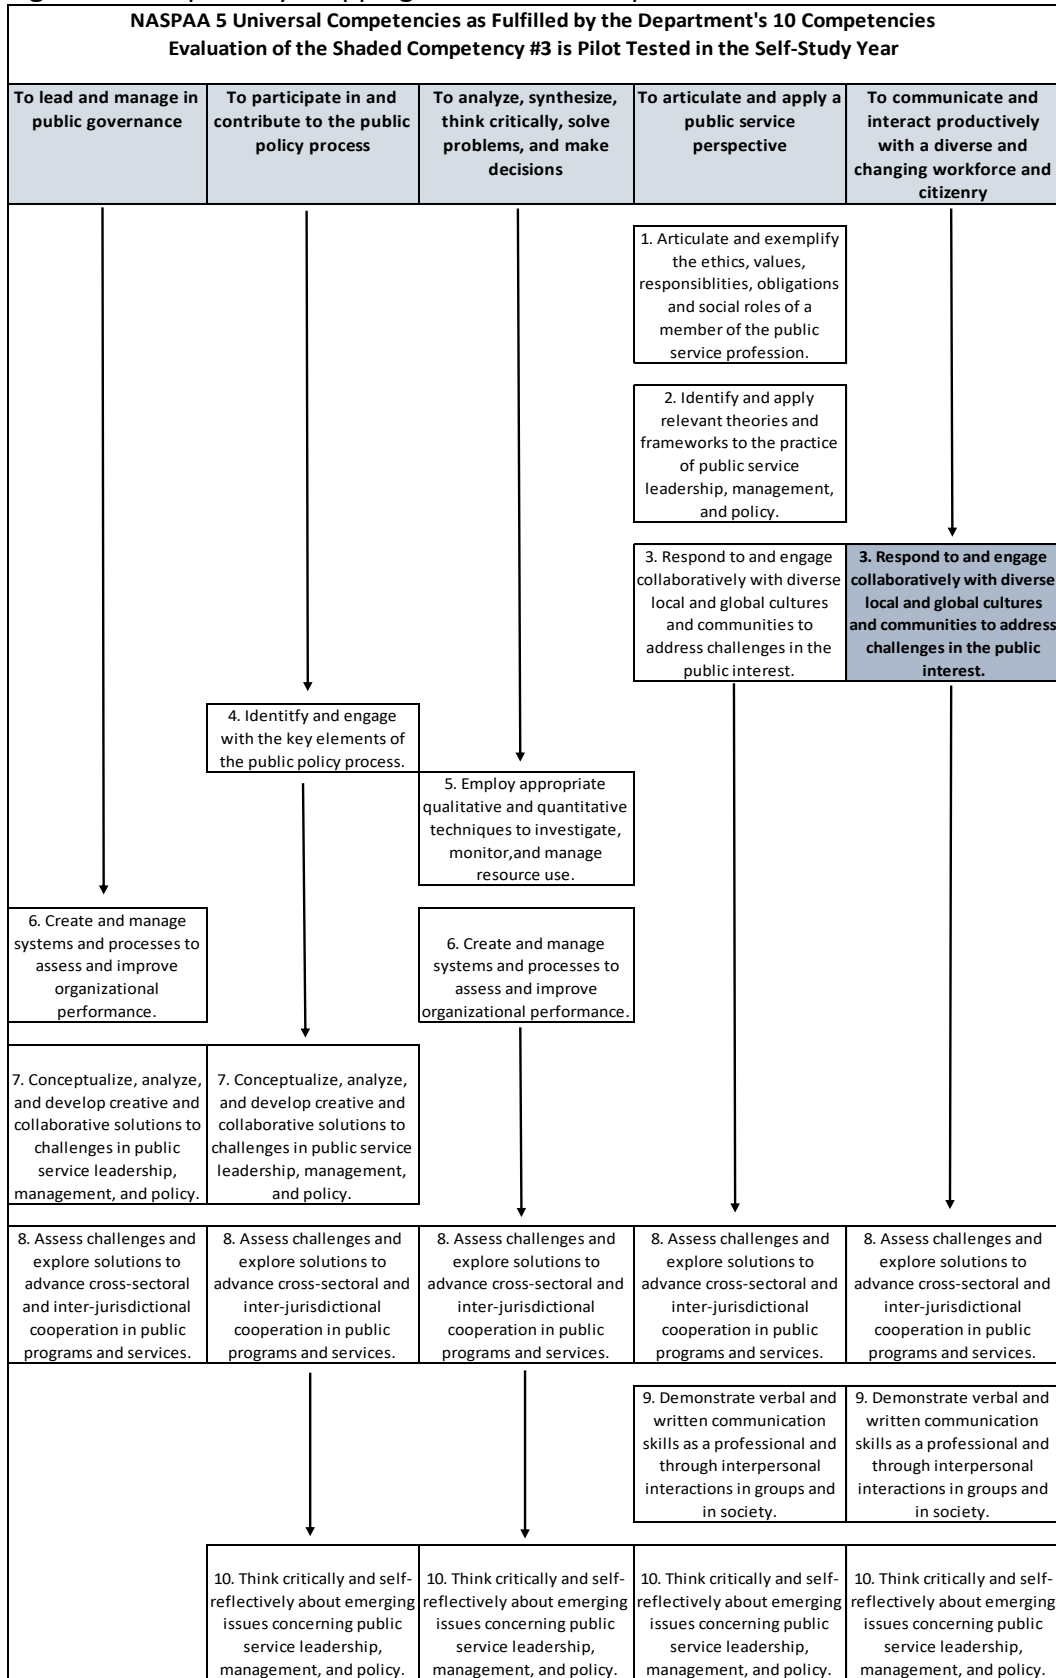 NASPAA 5 Universal Competencies as Fulfilled by the Department's 10 Competencies
Evaluation of the Shaded Competency #3 is Pilot Tested in the Self-Study Year
To lead and manage in
public governance
To participate in and
contribute to the public
policy process
To analyze, synthesize,
think critically, solve
problems, and make
decisions
To articulate and apply a
public service
perspective
To communicate and
interact productively
with a diverse and
changing workforce and
citizenry
1. Articulate and exemplify
the ethics, values,
responsiblities, obligations
and social roles of a
member of the public
service profession.
2. Identify and apply
relevant theories and
frameworks to the practice
of public service
leadership, management,
and policy.
3. Respond to and engage
collaboratively with diverse
local and global cultures
and communities to
address challenges in the
public interest.
3. Respond to and engage
collaboratively with diverse
local and global cultures
and communities to address
challenges in the public
interest.
4. Identitfy and engage
with the key elements of
the public policy process.
5. Employ appropriate
qualitative and quantitative
techniques to investigate,
monitor,and manage
resource use.
6. Create and manage
systems and processes to
assess and improve
organizational
performance.
6. Create and manage
systems and processes to
assess and improve
organizational performance.
7. Conceptualize, analyze,
and develop creative and
collaborative solutions to
challenges in public
service leadership,
management, and policy.
7. Conceptualize, analyze,
and develop creative and
collaborative solutions to
challenges in public service
leadership, management,
and policy.
8. Assess challenges and
explore solutions to
advance cross-sectoral
and inter-jurisdictional
cooperation in public
programs and services.
8. Assess challenges and
explore solutions to
advance cross-sectoral and
inter-jurisdictional
cooperation in public
programs and services.
8. Assess challenges and
explore solutions to
advance cross-sectoral and
inter-jurisdictional
cooperation in public
programs and services.
8. Assess challenges and
explore solutions to
advance cross-sectoral and
inter-jurisdictional
cooperation in public
programs and services.
8. Assess challenges and
explore solutions to
advance cross-sectoral and
inter-jurisdictional
cooperation in public
programs and services.
9. Demonstrate verbal and
written communication
skills as a professional and
through interpersonal
interactions in groups and
in society.
9. Demonstrate verbal and
written communication
skills as a professional and
through interpersonal
interactions in groups and
in society.
10. Think critically and self-
reflectively about emerging
issues concerning public
service leadership,
management, and policy.
10. Think critically and self-
reflectively about emerging
issues concerning public
service leadership,
management, and policy.
10. Think critically and self-
reflectively about emerging
issues concerning public
service leadership,
management, and policy.
10. Think critically and self-
reflectively about emerging
issues concerning public
service leadership,
management, and policy.